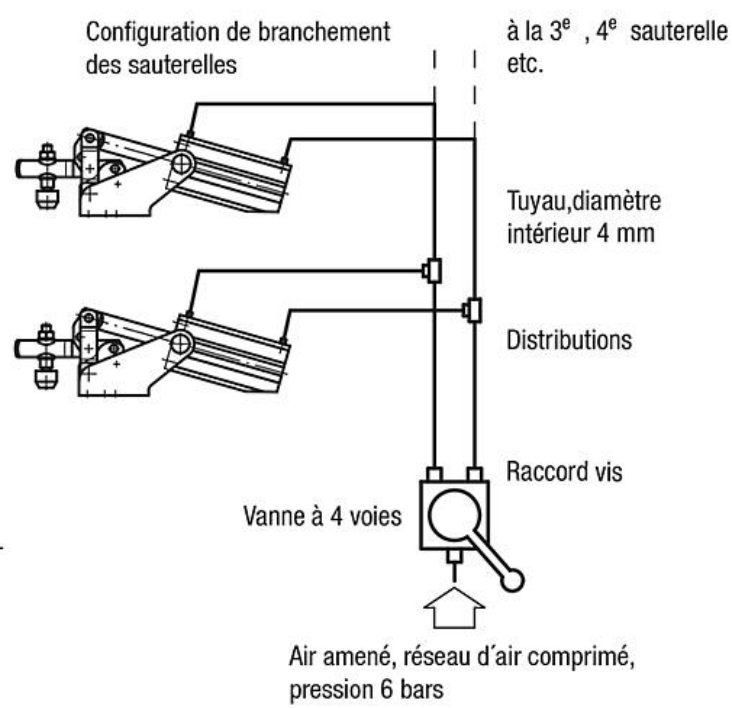 Configuration de branchement
des sauterelles
à la 3ᵉ , 4ᵉ sauterelle
etc.
Tuyau,diamètre
intérieur 4 mm
Distributions
Raccord vis
Vanne à 4 voies
Air amené, réseau d´air comprimé,
pression 6 bars